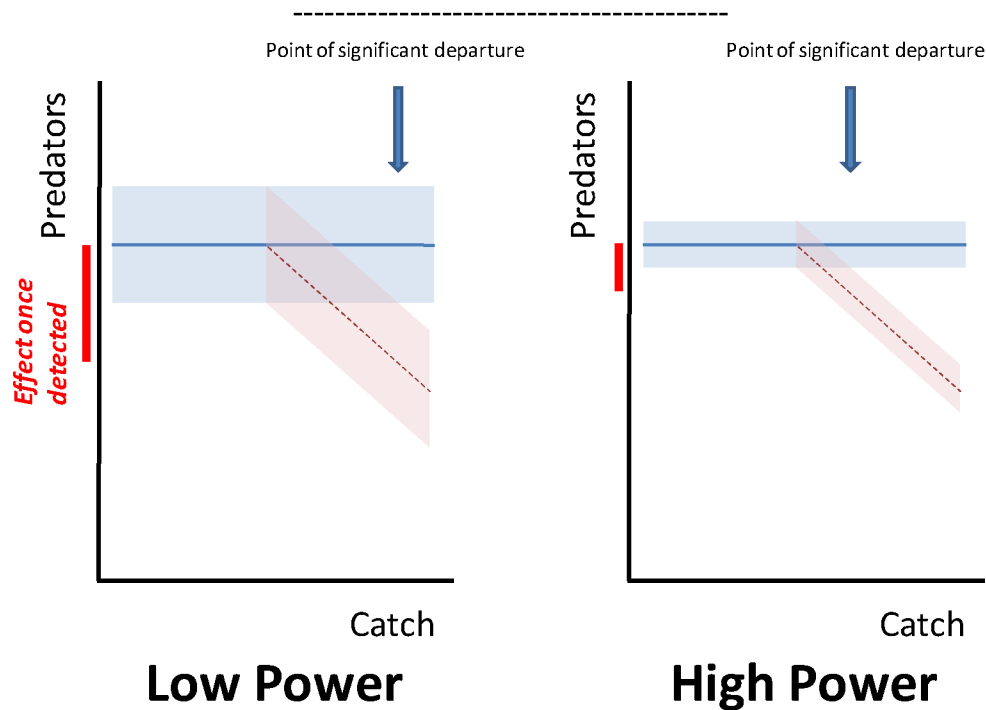 Point of significant departure
Predators
Effect once
detected
Catch
Low Power
Point of significant departure
Predators
Catch
High Power